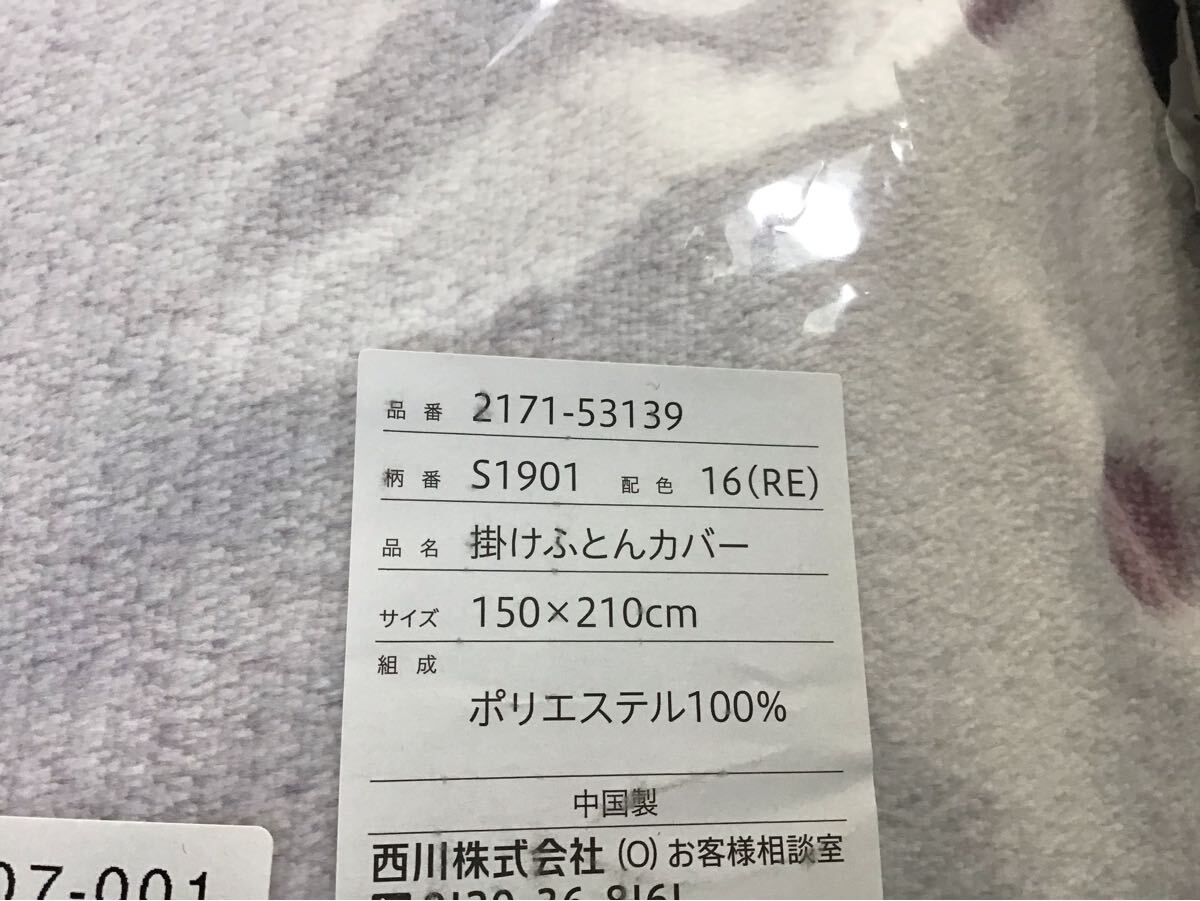 品番 2171-53139
柄番 S1901 配色 16(RE)
品名 掛けふとんカバー
サイズ 150×210cm
組成
ポリエステル100%
中国製
西川株式会社 (O) お客様相談室
07-001